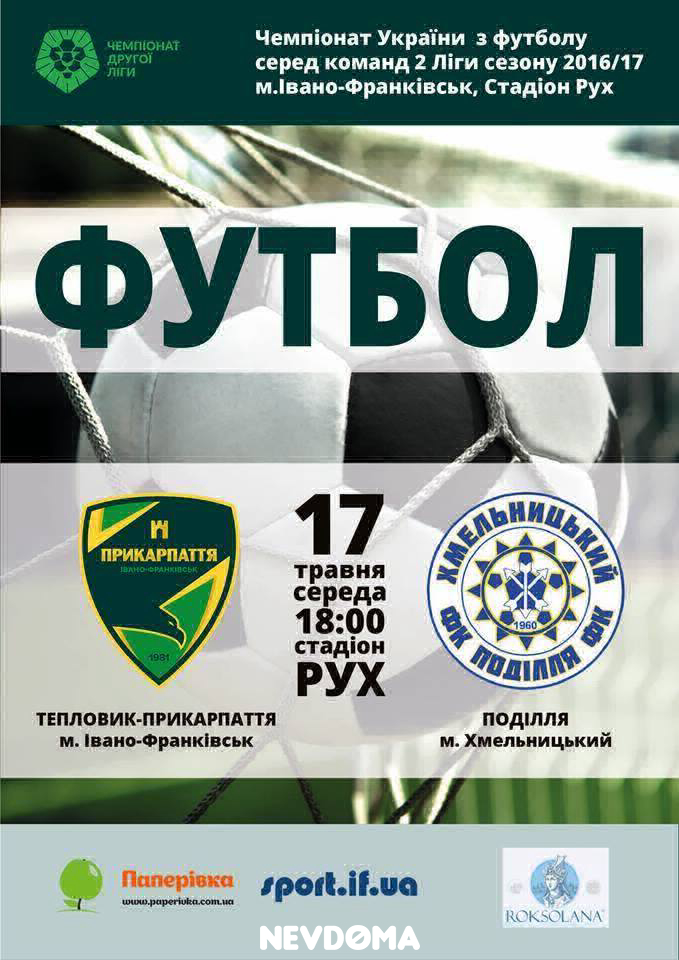 ЧЕМПІОНАТ
ДРУГОЇ
ЛІГИ
Чемпіонат України з футболу
серед команд 2 Ліги сезону 2016/17
м.Івано-Франківськ, Стадіон Рух
ФУТБОЛ
ПРИКАРПАТТЯ
ІВАНО-ФРАНКІВСЬК
1981
17
травня
середа
18:00
стадіон
РУХ
ХМЕЛЬНИЦЬКИЙ
1960
ФК ПОДІЛЛЯ ФК
ТЕПЛОВИК-ПРИКАРПАТТЯ
м. Івано-Франківськ
ПОДІЛЛЯ
м. Хмельницький
Паперівка
www.paperivka.com.ua
sport.if.ua
ROKSOLANA
NEVDOMA